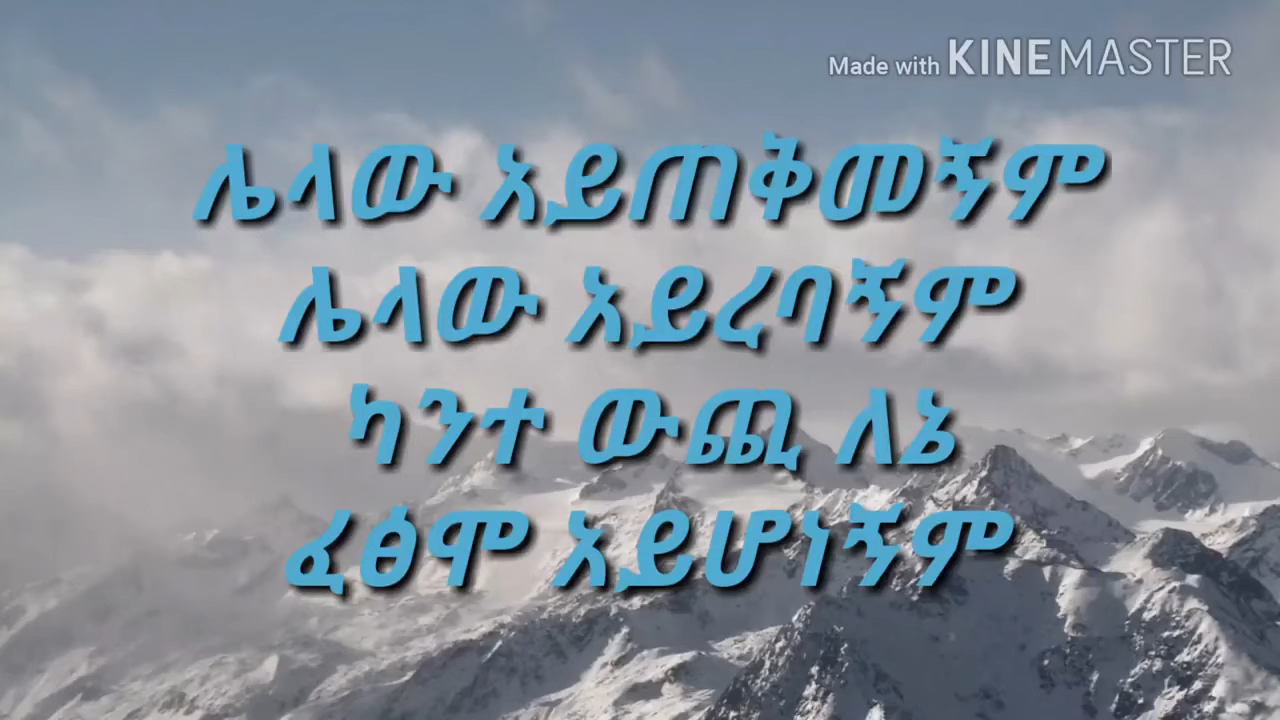 Made with KINEMASTER
ሌላው አይጠቅመኝም
ሌላው አይረባኝም
ካንተ ውጪ ለኔ
ፈፅሞ አይሆነኝም